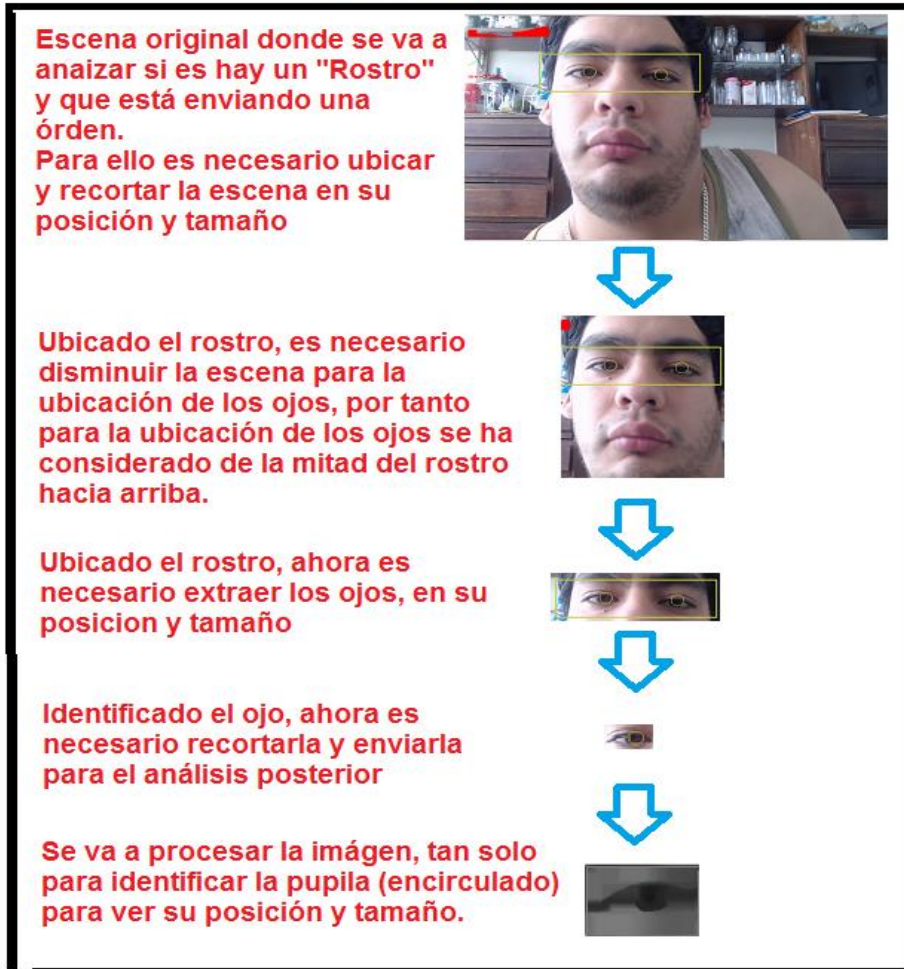 Escena original donde se va a
anaizar si es hay un "Rostro"
y que está enviando una
órden.
Para ello es necesario ubicar
y recortar la escena en su
posición y tamaño
Ubicado el rostro, es necesario
disminuir la escena para la
ubicación de los ojos, por tanto
para la ubicación de los ojos se ha
considerado de la mitad del rostro
hacia arriba.
Ubicado el rostro, ahora es
necesario extraer los ojos, en su
posicion y tamaño
Identificado el ojo, ahora es
necesario recortarla y enviarla
para el análisis posterior
Se va a procesar la imágen, tan solo
para identificar la pupila (encirculado)
para ver su posición y tamaño.